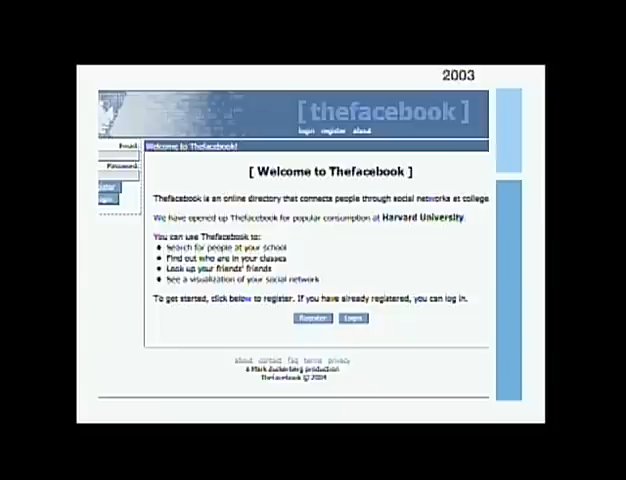 2003
[ thefacebook ]
login register about
Email:
Welcome to Thefacebook!
Password:
[ Welcome to Thefacebook ]
Thefacebook is an online directory that connects people through social networks at college
We have opened up Thefacebook for popular consumption at Harvard University.
You can use Thefacebook to:
• Search for people at your school
• Find out who are in your classes
• Look up your friends' friends
• See a visualization of your social network
To get started, click below to register. If you have already registered, you can log in.
Register Login
about contact faq terms privacy
a Mark Zuckerberg production
Thefacebook © 2004